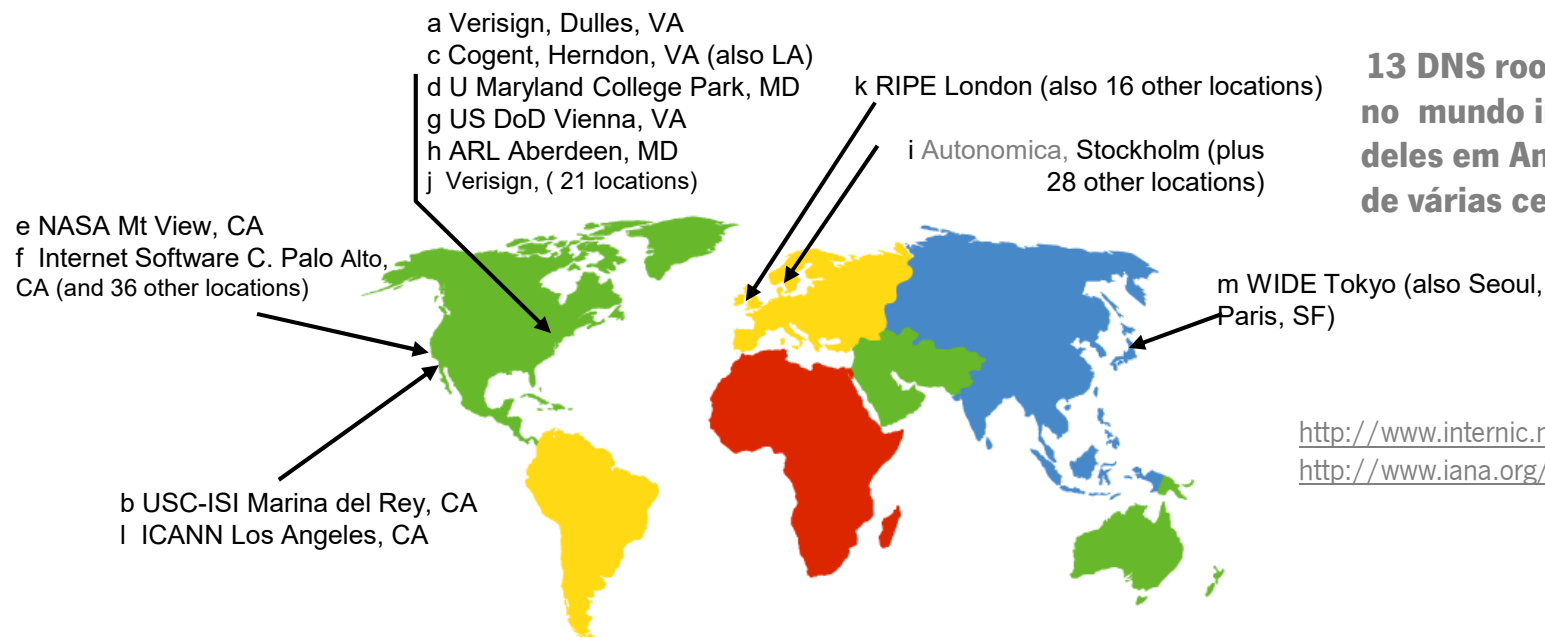 a Verisign, Dulles, VA
c Cogent, Herndon, VA (also LA)
d U Maryland College Park, MD
g US DoD Vienna, VA
h ARL Aberdeen, MD
j Verisign, ( 21 locations)
k RIPE London (also 16 other locations)
i Autonomica, Stockholm (plus
28 other locations)
13 DNS roo
no mundo i
deles em An
de várias ce
e NASA Mt View, CA
f Internet Software C. Palo Alto,
CA (and 36 other locations)
m WIDE Tokyo (also Seoul,
Paris, SF)
b USC-ISI Marina del Rey, CA
l ICANN Los Angeles, CA
http://www.internic.
http://www.iana.org/